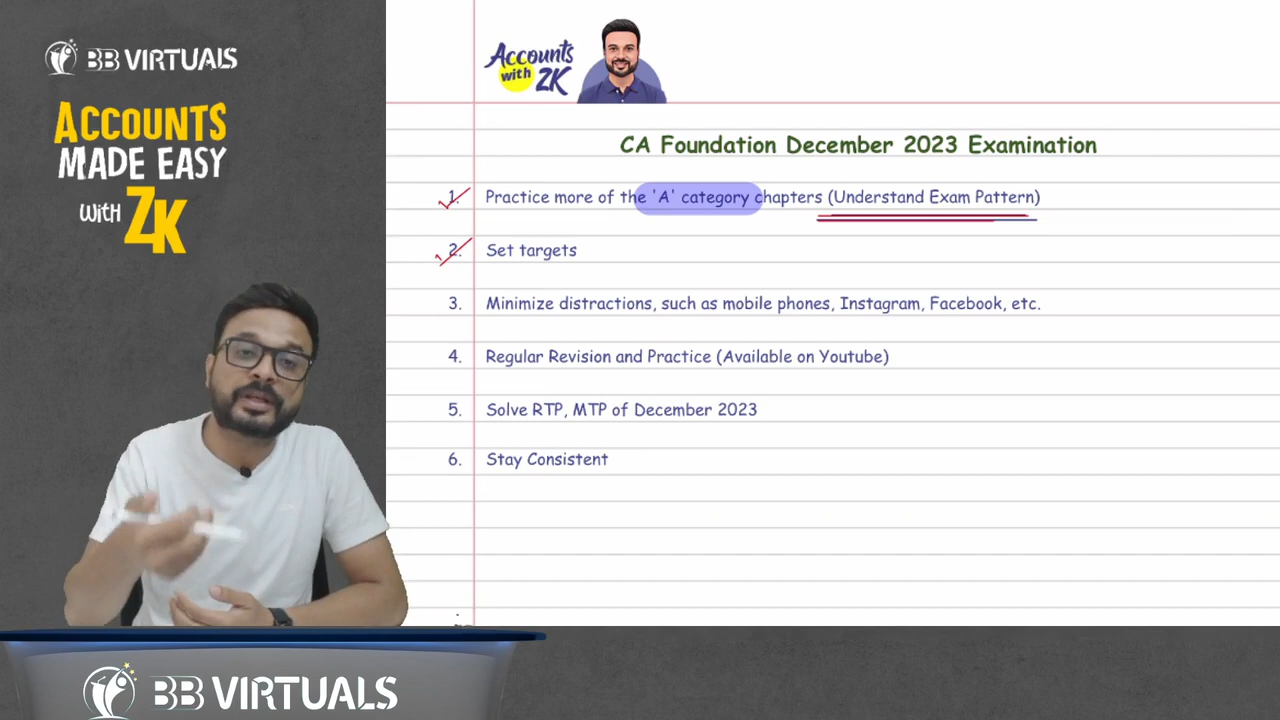 BB VIRTUALS
ACCOUNTS
MADE EASY
WITH ZK
Accounts
with ZK
CA Foundation December 2023 Examination
1. Practice more of the 'A' category chapters (Understand Exam Pattern)
2. Set targets
3. Minimize distractions, such as mobile phones, Instagram, Facebook, etc.
4. Regular Revision and Practice (Available on Youtube)
5. Solve RTP, MTP of December 2023
6. Stay Consistent
BB VIRTUALS